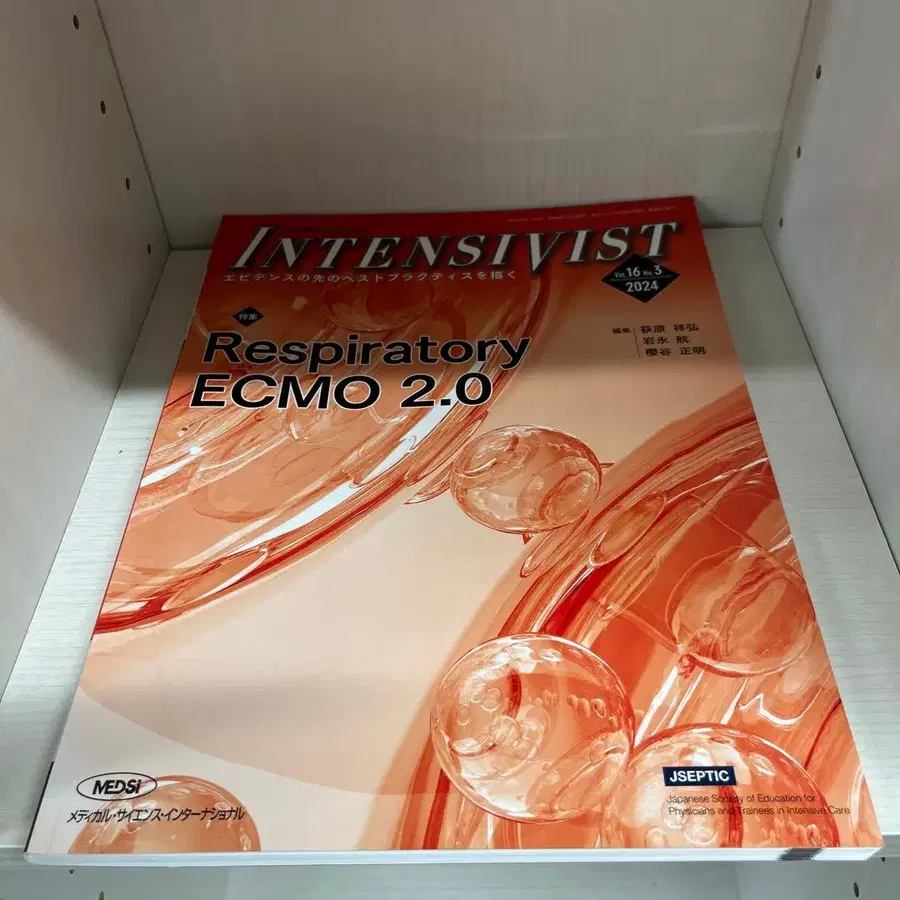 INTENSIVIST
エビデンスの先のベストプラクティスを描く
Vol.16 No.3
2024
特集
Respiratory
ECMO 2.0
編集
萩原 祥弘
岩永 航
櫻谷 正明
MEDSi
メディカル・サイエンス・インターナショナル
JSEPTIC
Japanese Society of Education for
Physicians and Trainees in Intensive Care